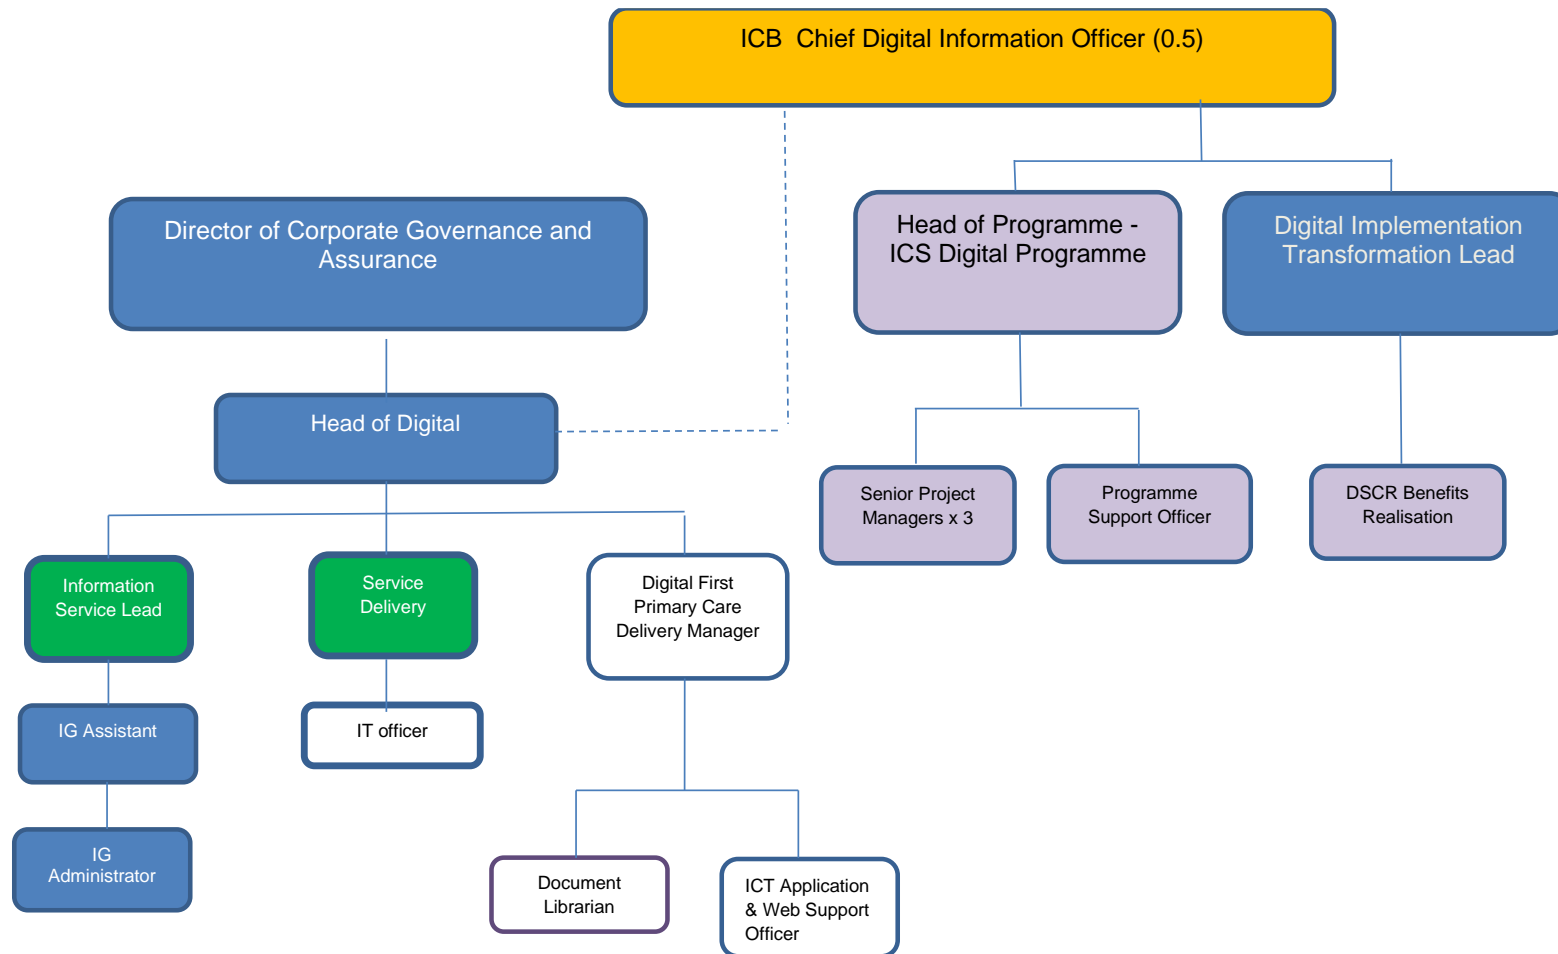 ICB  Chief Digital Information Officer (0.5)
Director of Corporate Governance and
Assurance
Head of Programme -
ICS Digital Programme
Digital Implementation
Transformation Lead
Head of Digital
Senior Project
Managers x 3
Programme
Support Officer
DSCR Benefits
Realisation
Information
Service Lead
Service
Delivery
Digital First
Primary Care
Delivery Manager
IG Assistant
IT officer
IG
Administrator
Document
Librarian
ICT Application
& Web Support
Officer